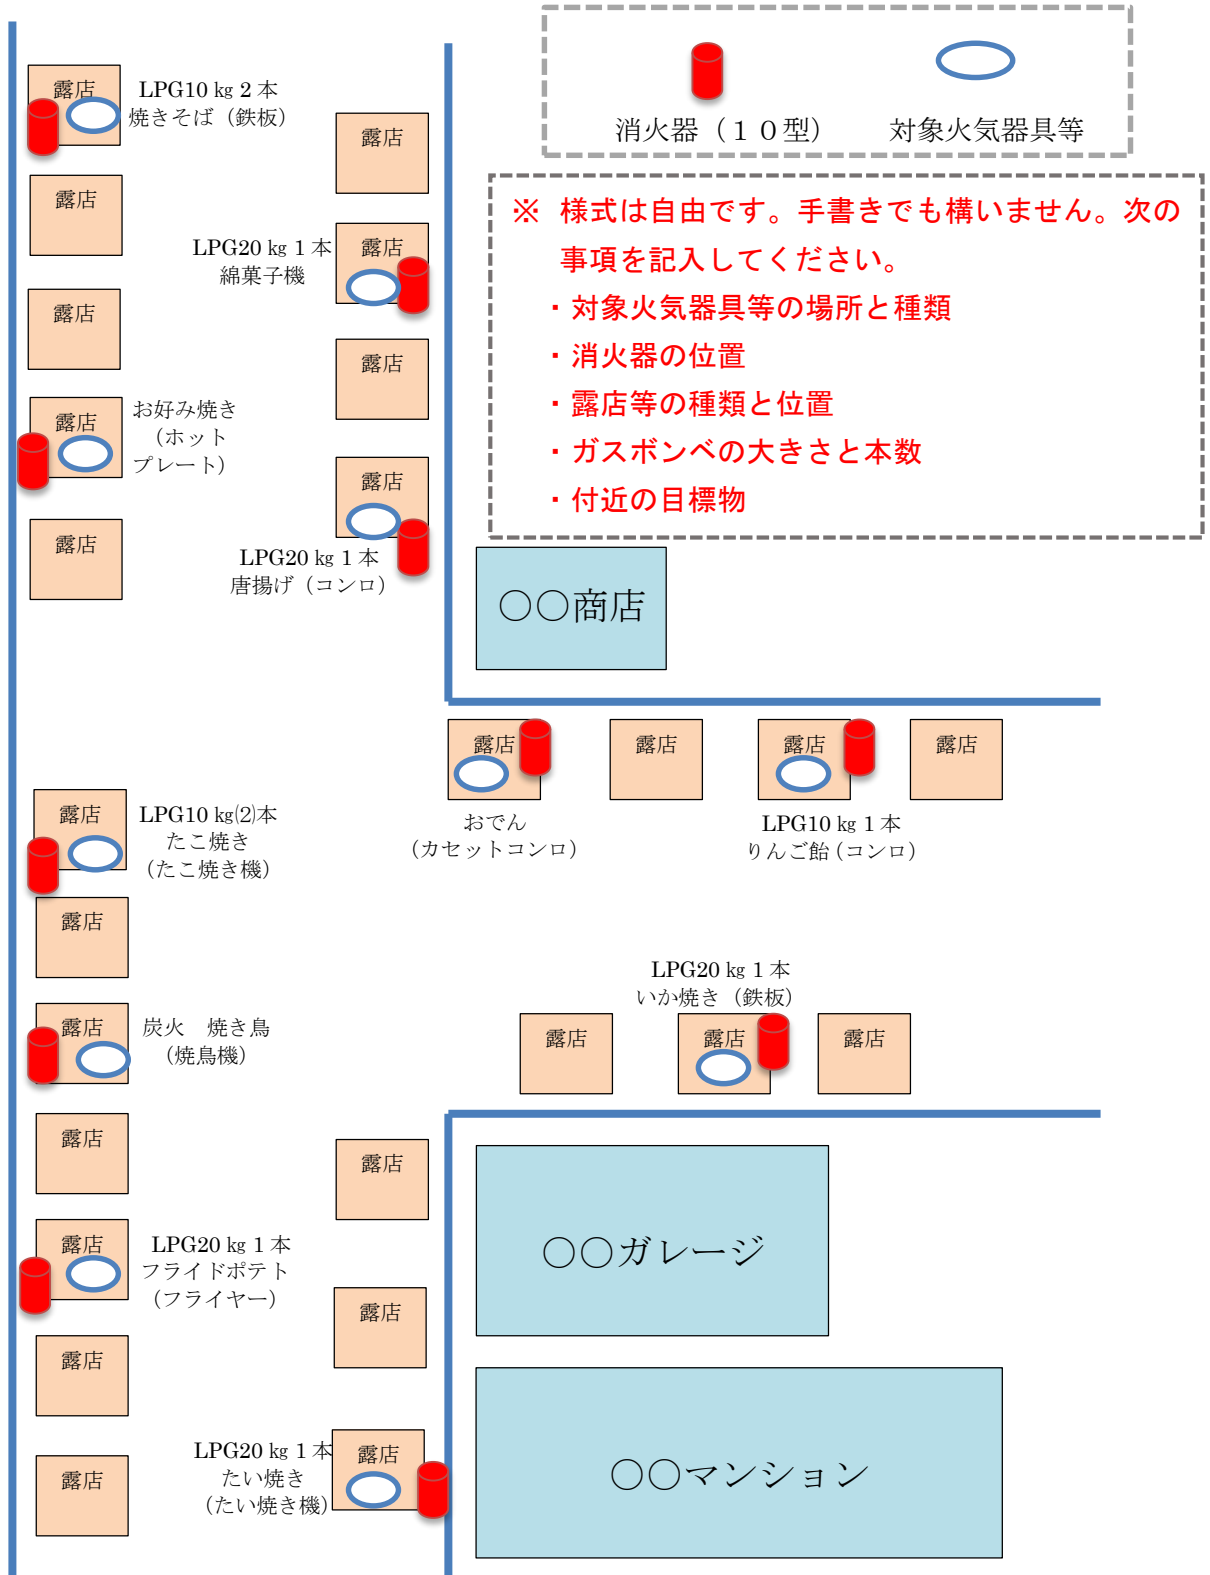 消火器（１０型）
対象火気器具等
※　様式は自由です。手書きでも構いません。次の
事項を記入してください。
・対象火気器具等の場所と種類
・消火器の位置
・露店等の種類と位置
・ガスボンベの大きさと本数
・付近の目標物
露店
LPG10 ㎏ 2 本
焼きそば（鉄板）
露店
露店
露店
お好み焼き
（ホット
プレート）
露店
露店
露店
LPG20 ㎏ 1 本
綿菓子機
露店
露店
LPG20 ㎏ 1 本
唐揚げ（コンロ）
〇〇商店
露店
おでん
（カセットコンロ）
露店
露店
LPG10 ㎏ 1 本
りんご飴（コンロ）
露店
露店
LPG10 ㎏⑵本
たこ焼き
（たこ焼き機）
露店
露店
炭火　焼き鳥
（焼鳥機）
露店
露店
LPG20 ㎏ 1 本
フライドポテト
（フライヤー）
露店
露店
LPG20 ㎏ 1 本
いか焼き（鉄板）
露店
露店
露店
露店
露店
LPG20 ㎏ 1 本
たい焼き
（たい焼き機）
露店
〇〇ガレージ
〇〇マンション